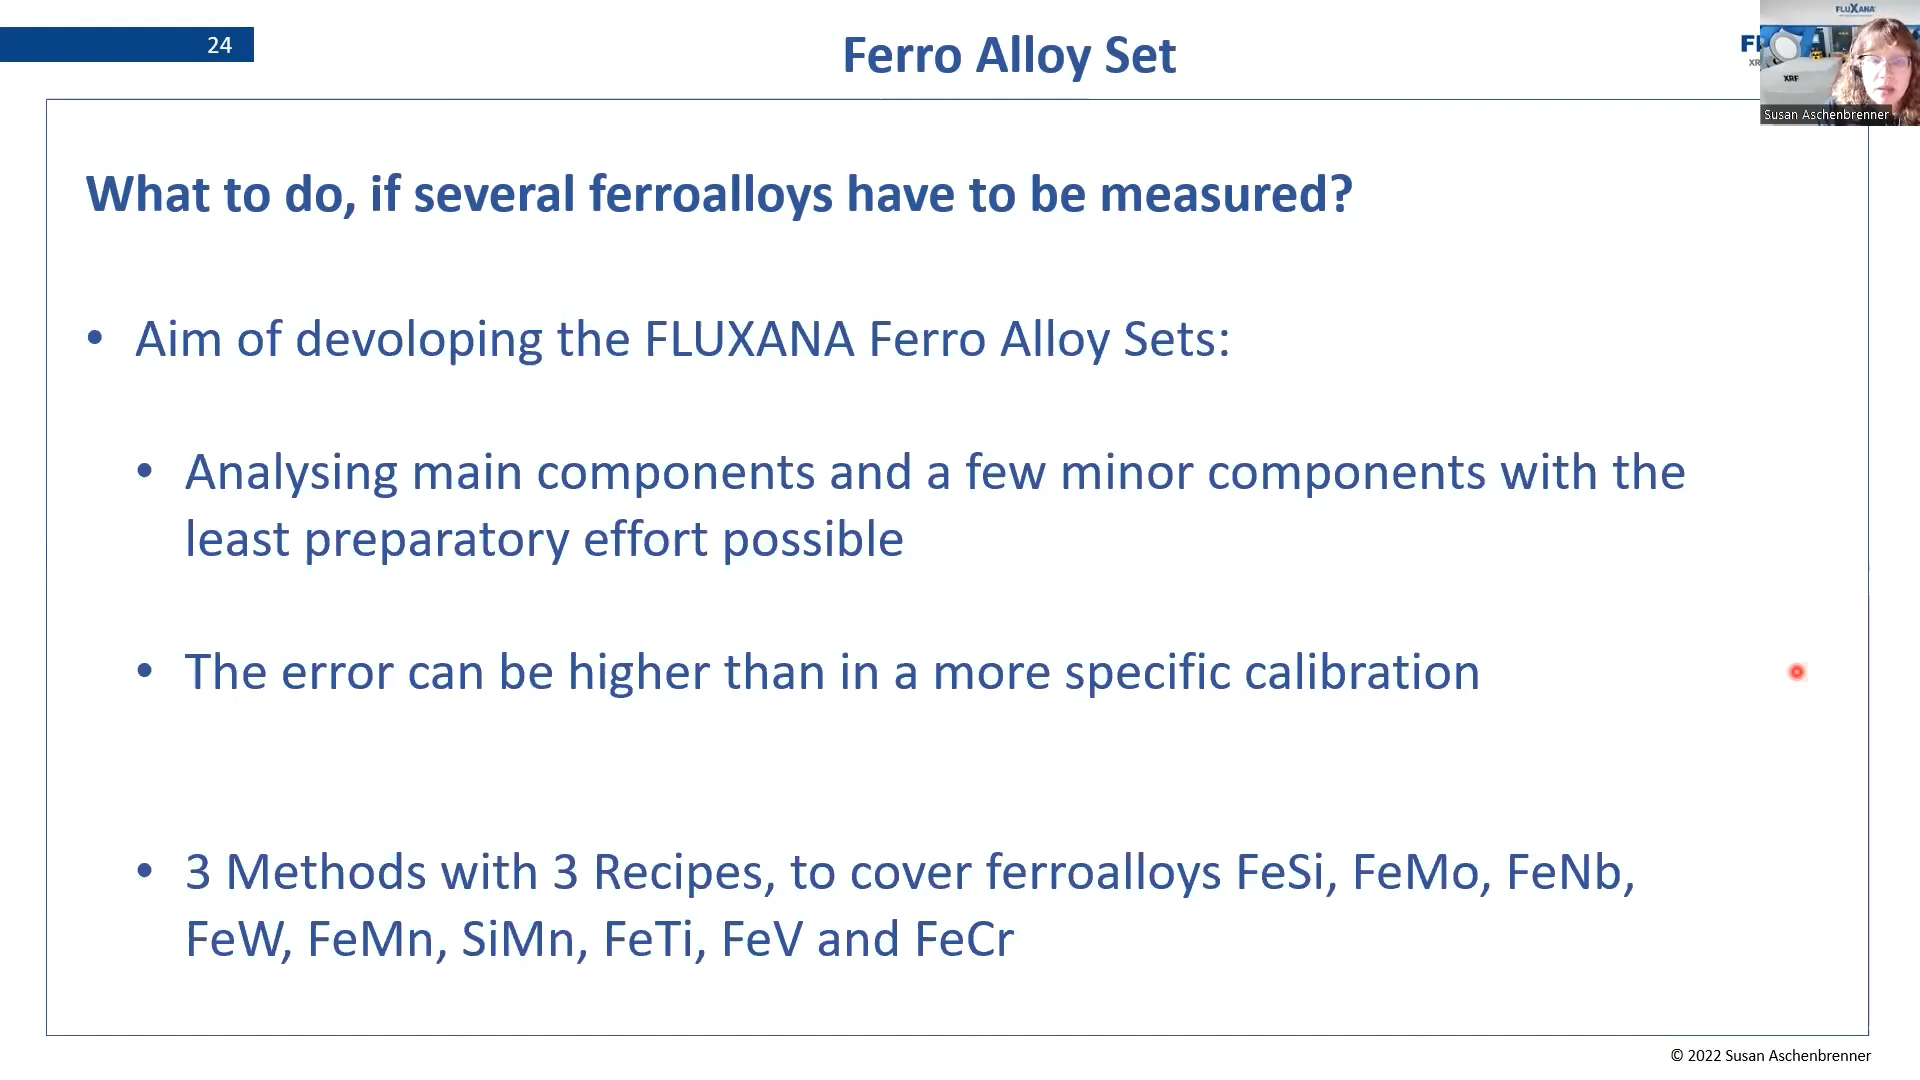 24
Ferro Alloy Set
FLUXANA
XRF
Susan Aschenbrenner
What to do, if several ferroalloys have to be measured?
• Aim of devoloping the FLUXANA Ferro Alloy Sets:
• Analysing main components and a few minor components with the
least preparatory effort possible
• The error can be higher than in a more specific calibration
• 3 Methods with 3 Recipes, to cover ferroalloys FeSi, FeMo, FeNb,
FeW, FeMn, SiMn, FeTi, FeV and FeCr
© 2022 Susan Aschenbrenner